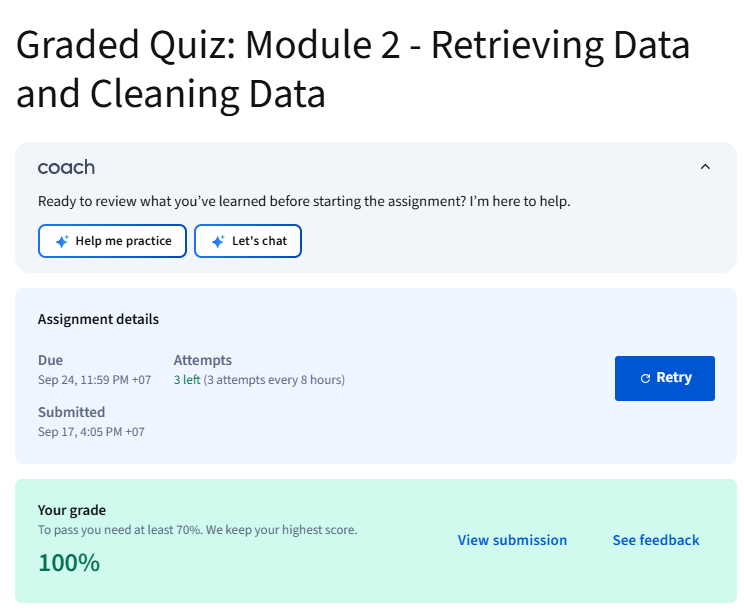 Graded Quiz: Module 2 - Retrieving Data
and Cleaning Data
coach
Ready to review what you’ve learned before starting the assignment? I’m here to help.
Help me practice
Let's chat
Assignment details
Due
Attempts
Sep 24, 11:59 PM +07
3 left (3 attempts every 8 hours)
Retry
Submitted
Sep 17, 4:05 PM +07
Your grade
To pass you need at least 70%. We keep your highest score.
100%
View submission
See feedback